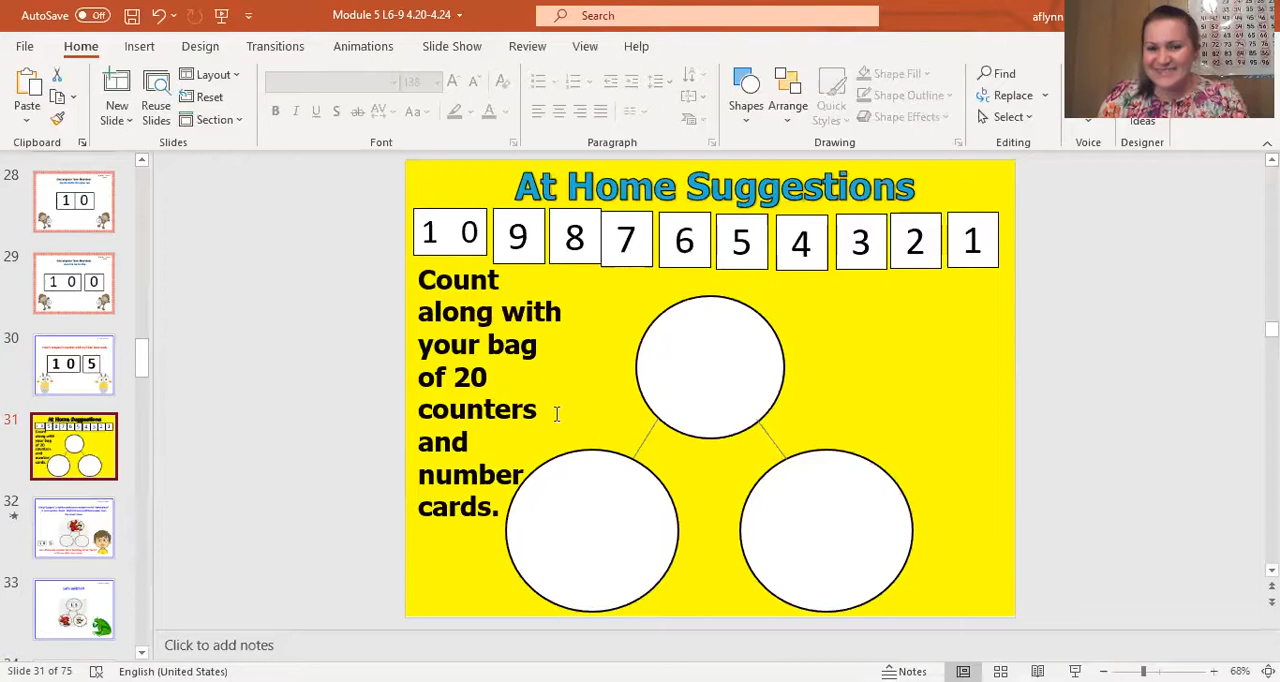 AutoSave Off
Module 5 L6-9 4.20-4.24
Search
aflynn
File Home Insert Design Transitions Animations Slide Show Review View Help
Paste
Clipboard
New Slide
Reuse Slides
Layout
Reset
Section
Slides
138
Font
Paragraph
Shapes
Arrange
Quick Styles
Shape Fill
Shape Outline
Shape Effects
Drawing
Find
Replace
Select
Editing
Voice
Ideas
Designer
28
1 0
29
1 0 0
30
1 0 5
31
At Home Suggestions
32
33
At Home Suggestions
1 0 9 8 7 6 5 4 3 2 1
Count
along with
your bag
of 20
counters
and
number
cards.
Click to add notes
Slide 31 of 75
English (United States)
Notes
68%